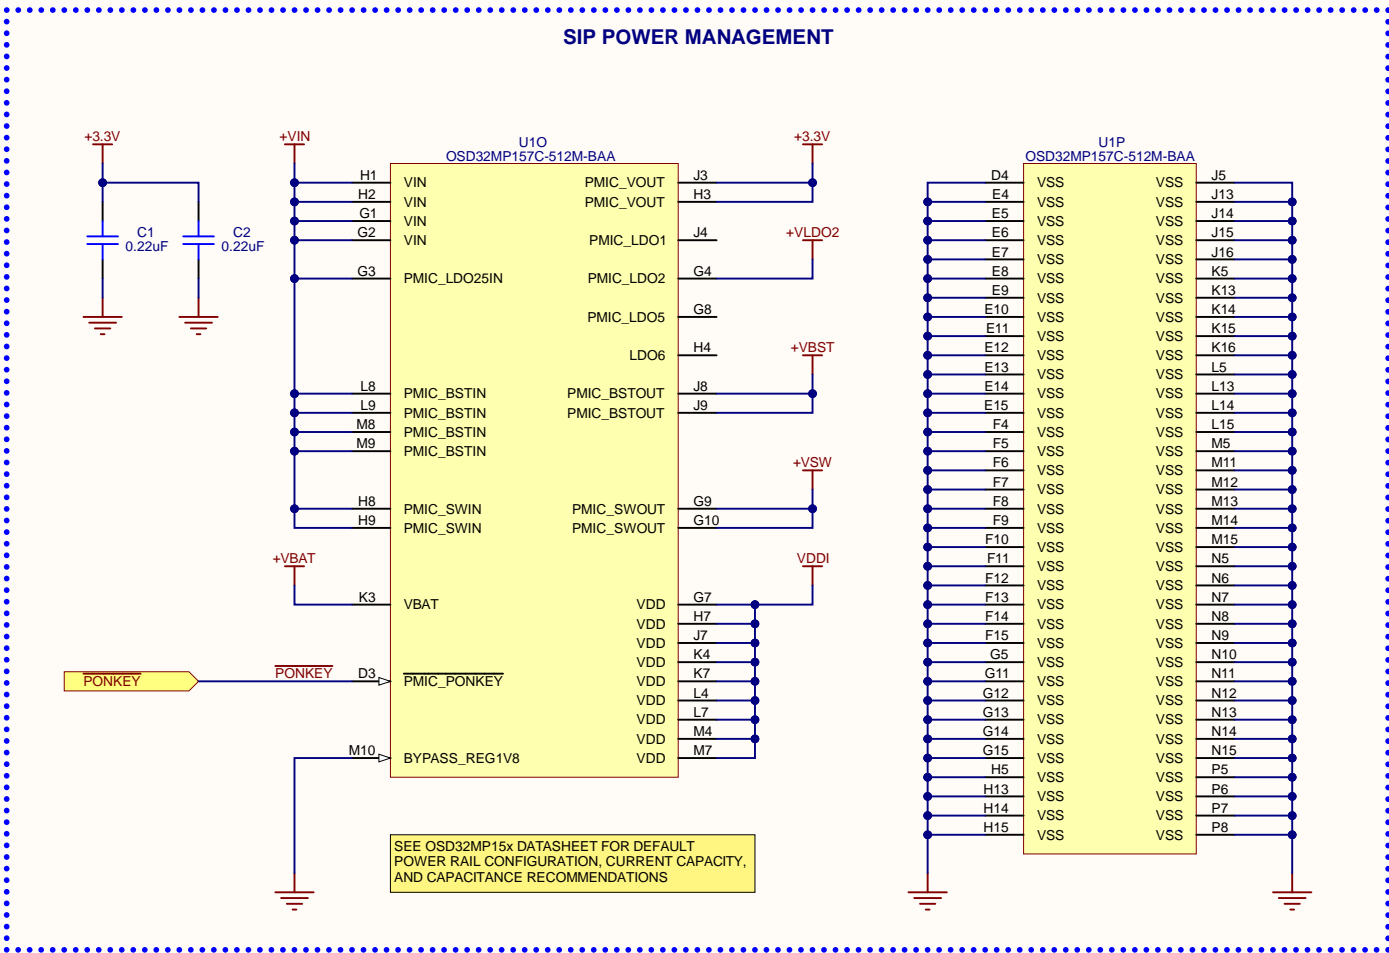 SIP POWER MANAGEMENT
+3.3V
C1
0.22uF
C2
0.22uF
+VIN
U1O
OSD32MP157C-512M-BAA
H1 VIN
H2 VIN
G1 VIN
G2 VIN
G3 PMIC_LDO25IN
L8 PMIC_BSTIN
L9 PMIC_BSTIN
M8 PMIC_BSTIN
M9 PMIC_BSTIN
H8 PMIC_SWIN
H9 PMIC_SWIN
+VBAT
K3 VBAT
PONKEY
PONKEY
D3 PMIC_PONKEY
M10 BYPASS_REG1V8
+3.3V
PMIC_VOUT J3
PMIC_VOUT H3
PMIC_LDO1 J4
+VLDO2
PMIC_LDO2 G4
PMIC_LDO5 G8
LDO6 H4
+VBST
PMIC_BSTOUT J8
PMIC_BSTOUT J9
+VSW
PMIC_SWOUT G9
PMIC_SWOUT G10
VDDI
VDD G7
VDD H7
VDD J7
VDD K4
VDD K7
VDD L4
VDD L7
VDD M4
VDD M7
SEE OSD32MP15x DATASHEET FOR DEFAULT
POWER RAIL CONFIGURATION, CURRENT CAPACITY,
AND CAPACITANCE RECOMMENDATIONS
U1P
OSD32MP157C-512M-BAA
D4 VSS VSS J5
E4 VSS VSS J13
E5 VSS VSS J14
E6 VSS VSS J15
E7 VSS VSS J16
E8 VSS VSS K5
E9 VSS VSS K13
E10 VSS VSS K14
E11 VSS VSS K15
E12 VSS VSS K16
E13 VSS VSS L5
E14 VSS VSS L13
E15 VSS VSS L14
F4 VSS VSS L15
F5 VSS VSS M5
F6 VSS VSS M11
F7 VSS VSS M12
F8 VSS VSS M13
F9 VSS VSS M14
F10 VSS VSS M15
F11 VSS VSS N5
F12 VSS VSS N6
F13 VSS VSS N7
F14 VSS VSS N8
F15 VSS VSS N9
G5 VSS VSS N10
G11 VSS VSS N11
G12 VSS VSS N12
G13 VSS VSS N13
G14 VSS VSS N14
G15 VSS VSS N15
H5 VSS VSS P5
H13 VSS VSS P6
H14 VSS VSS P7
H15 VSS VSS P8